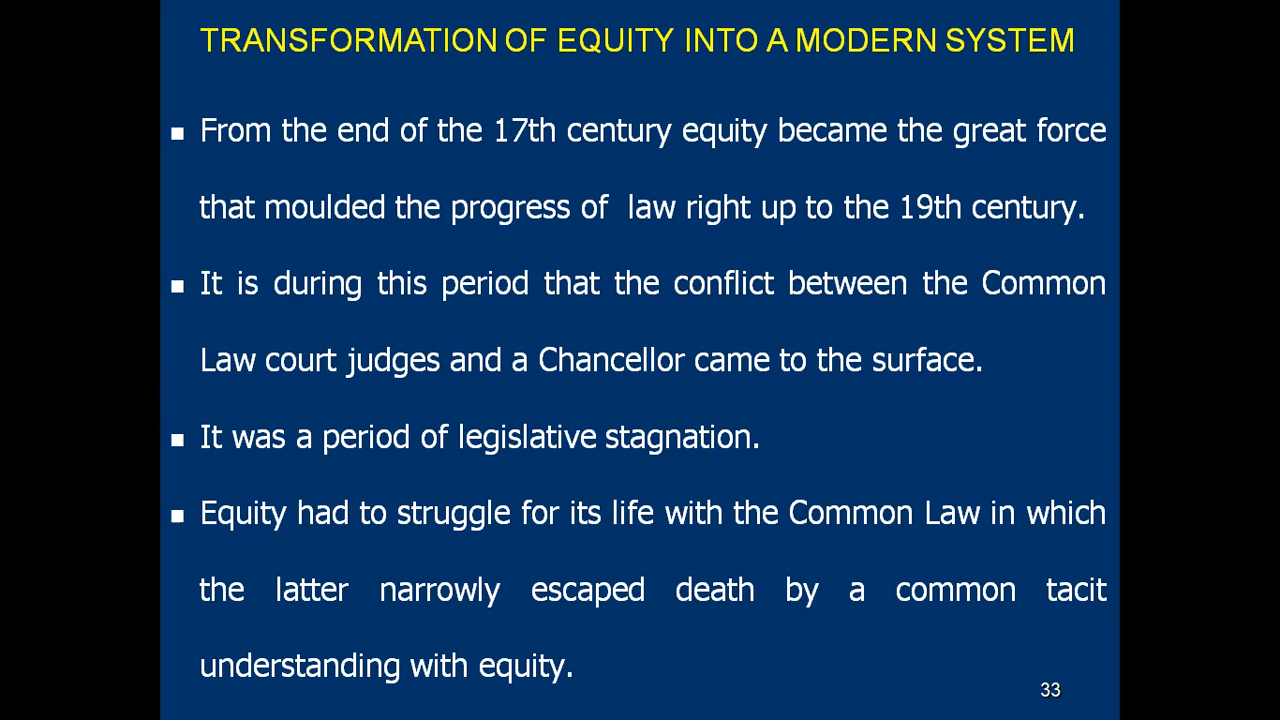 TRANSFORMATION OF EQUITY INTO A MODERN SYSTEM
▪ From the end of the 17th century equity became the great force
that moulded the progress of law right up to the 19th century.
▪ It is during this period that the conflict between the Common
Law court judges and a Chancellor came to the surface.
▪ It was a period of legislative stagnation.
▪ Equity had to struggle for its life with the Common Law in which
the latter narrowly escaped death by a common tacit
understanding with equity.
33